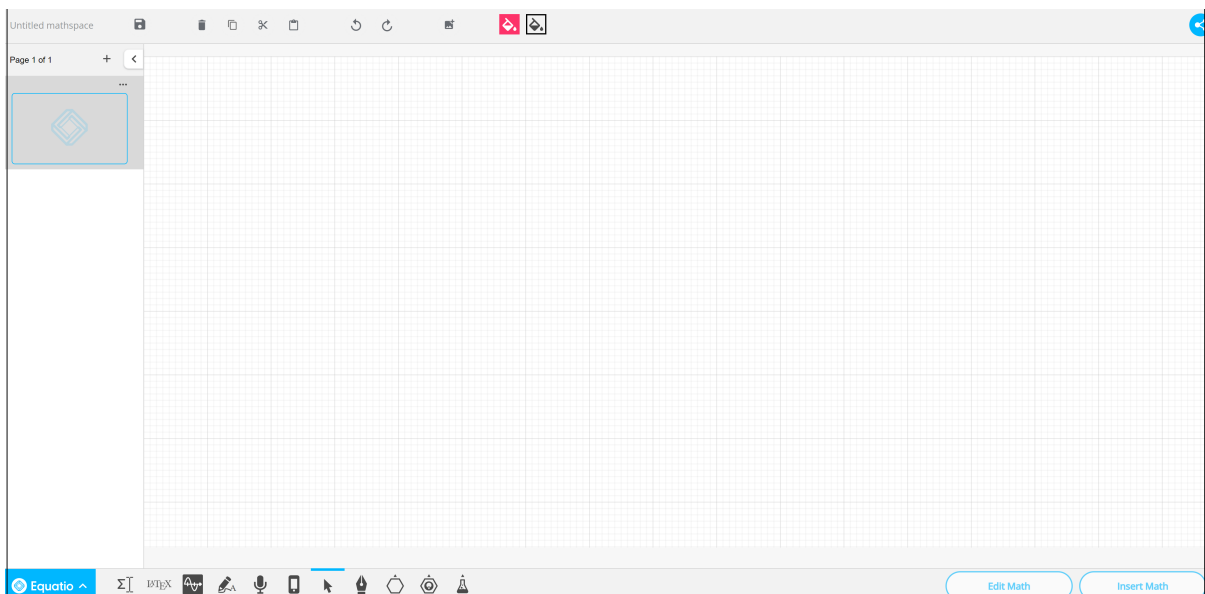 Untitled mathspace
Page 1 of 1
Equatio
Σ
LATEX
A
Edit Math
Insert Math